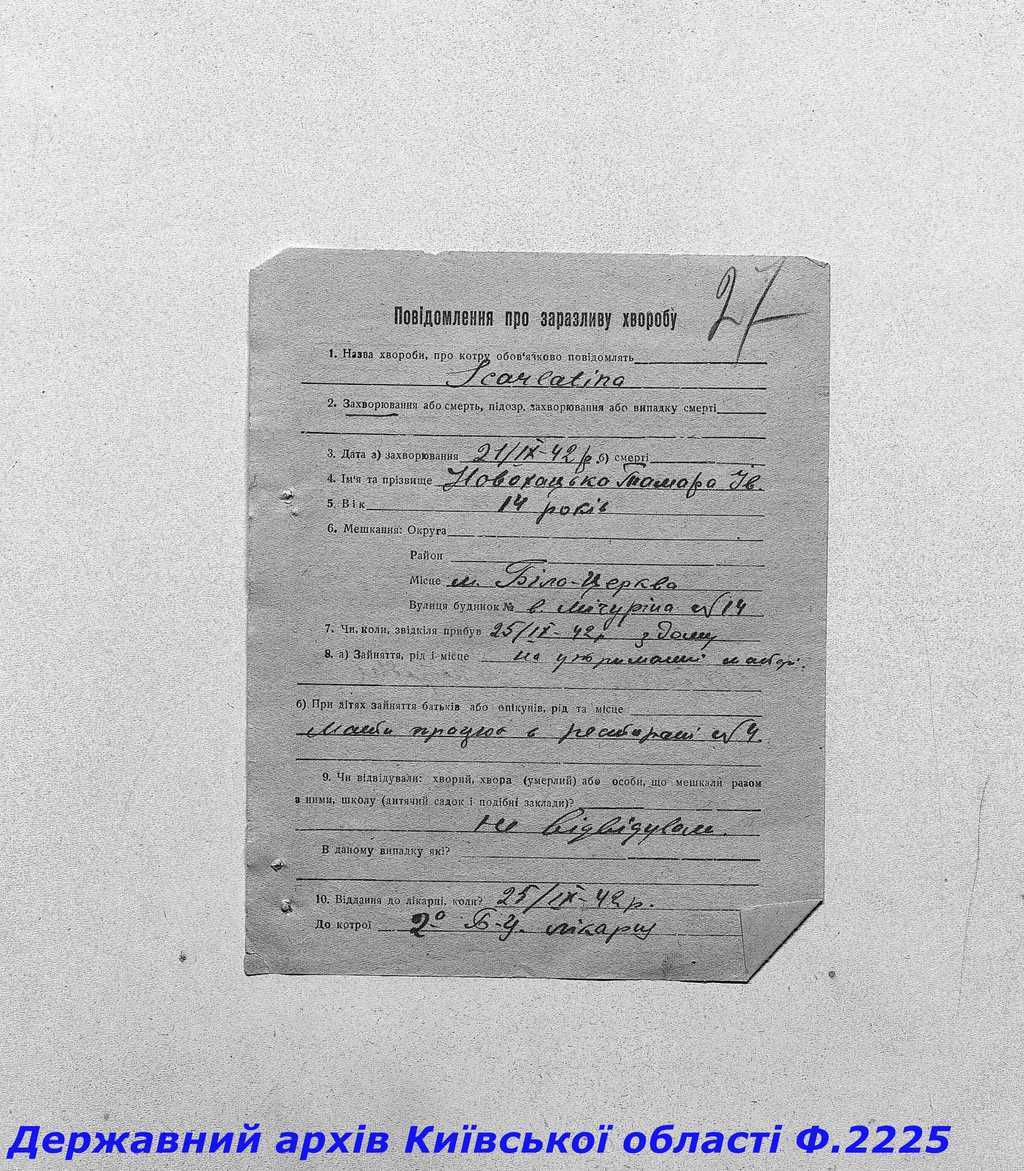 27
Повідомлення про заразливу хворобу
1. Назва хвороби, про котру обов'язково повідомлять
Scarlatina
2. Захворювання або смерть, підозр. захворювання або випадку смерті
3. Дата а) захворювання 21/IX-42 р. б) смерті
4. Ім'я та прізвище Тамара Ів.
5. Вік 14 років
6. Мешкання: Округа
Район
Місце м. Біло-Церква
Вулиця будинок № в. Мічуріна № 14
7. Чи, коли, звідкіля прибув 25/IX-42 р. з дому
8. а) Зайняття, рід і місце на утриманні матері.
б) При дітях зайняття батьків або опікунів, рід та місце
Мати працює в ресторані № 4.
9. Чи відвідували: хворий, хвора (умерлий) або особи, що мешкали разом
з ними, школу (дитячий садок і подібні заклади)?
Не відвідувала.
В даному випадку які?
10. Віддання до лікарні, коли? 25/IX-42 р.
До котрої 2° Б-Ц. лікарні
Державний архів Київської області Ф.2225